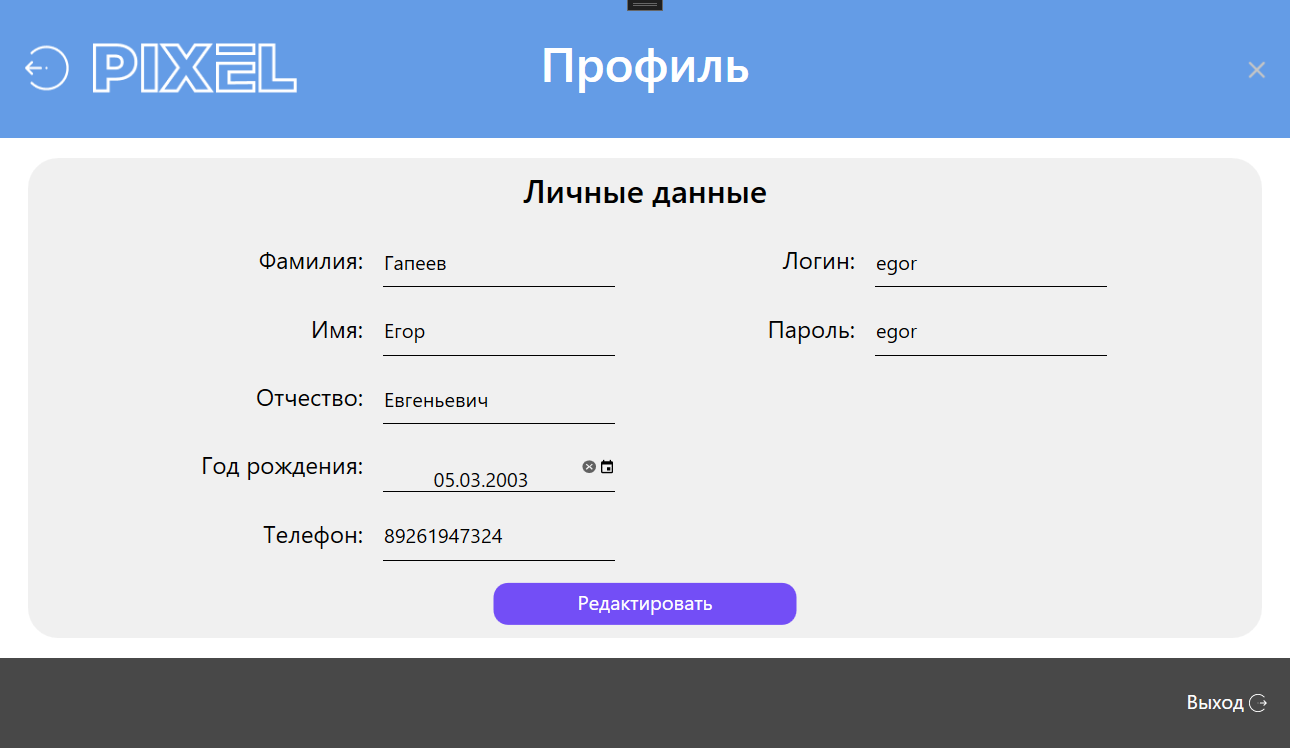 PIXEL
Профиль
Личные данные
Фамилия: Гапеев
Логин: egor
Имя: Егор
Пароль: egor
Отчество: Евгеньевич
Год рождения: 05.03.2003
Телефон: 89261947324
Редактировать
Выход